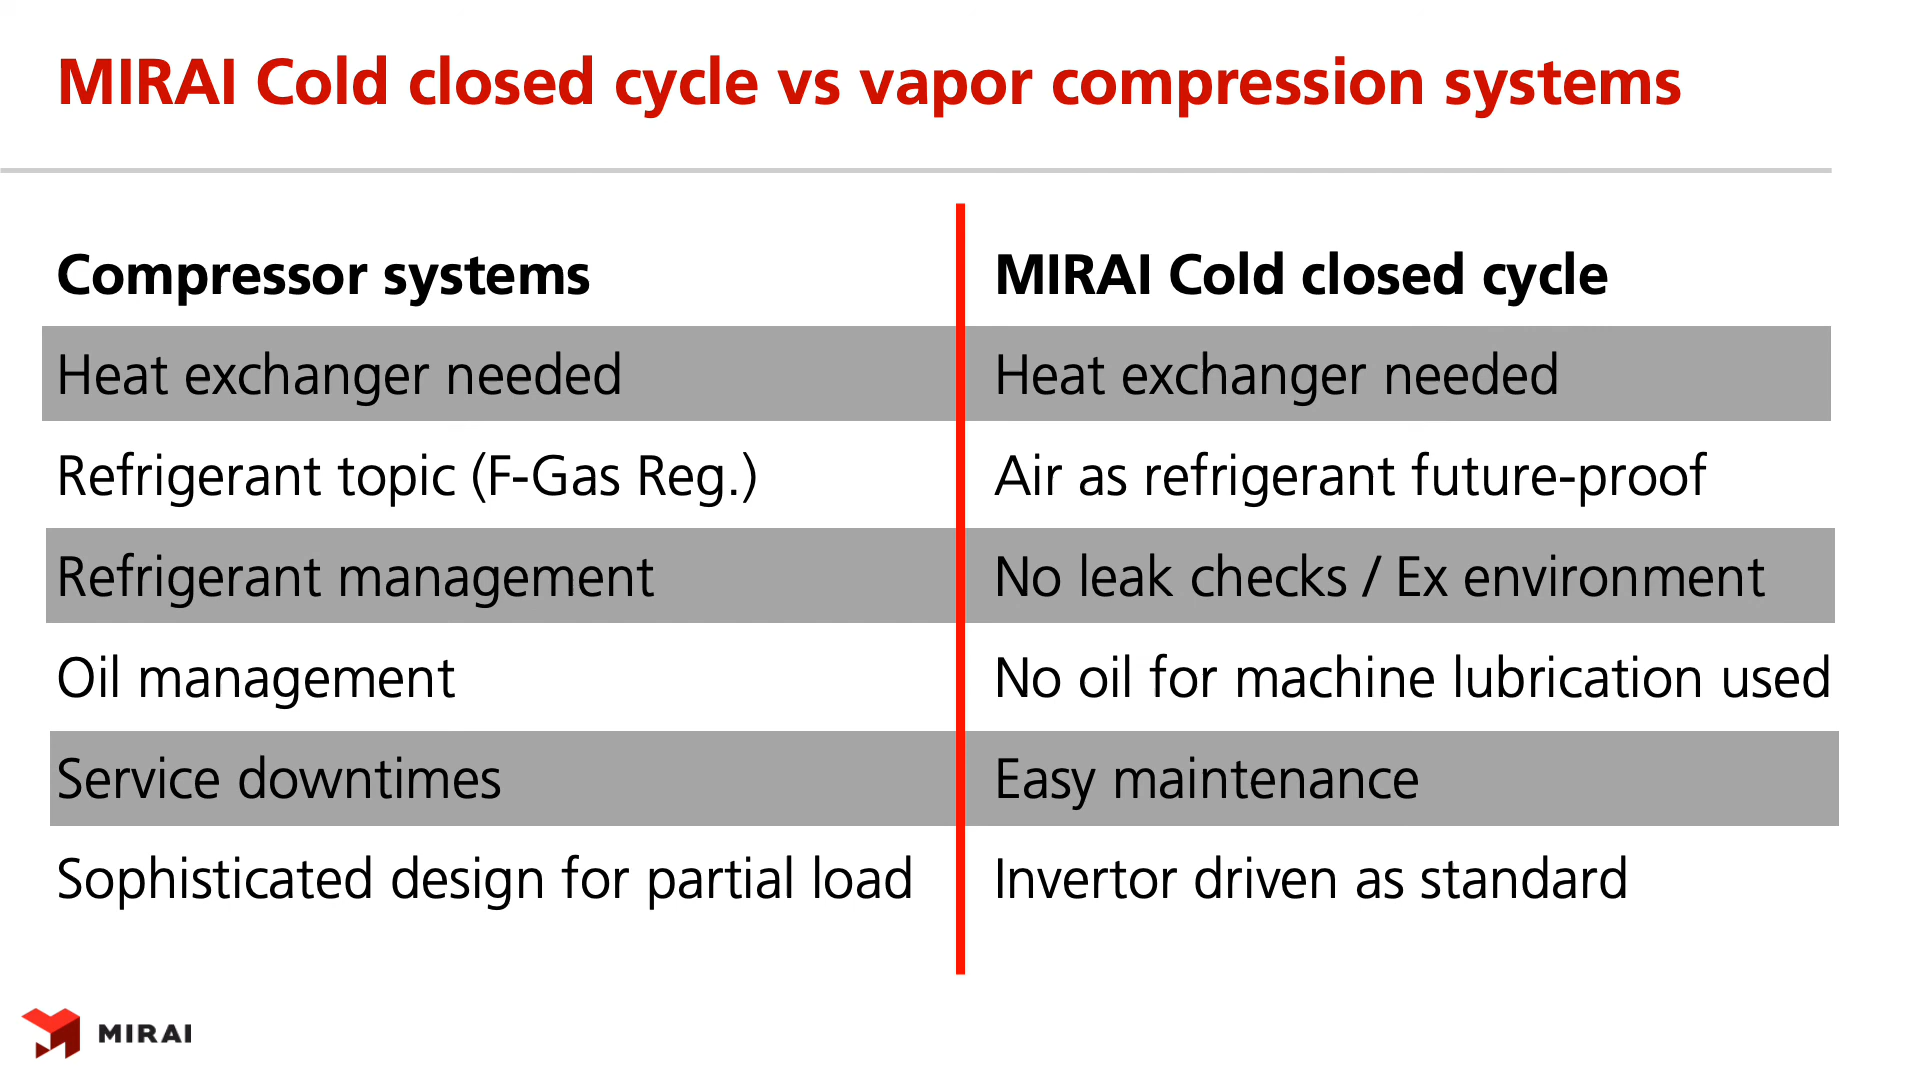 MIRAI Cold closed cycle vs vapor compression systems
Compressor systems
MIRAI Cold closed cycle
Heat exchanger needed
Heat exchanger needed
Refrigerant topic (F-Gas Reg.)
Air as refrigerant future-proof
Refrigerant management
No leak checks / Ex environment
Oil management
No oil for machine lubrication used
Service downtimes
Easy maintenance
Sophisticated design for partial load
Invertor driven as standard
MIRAI